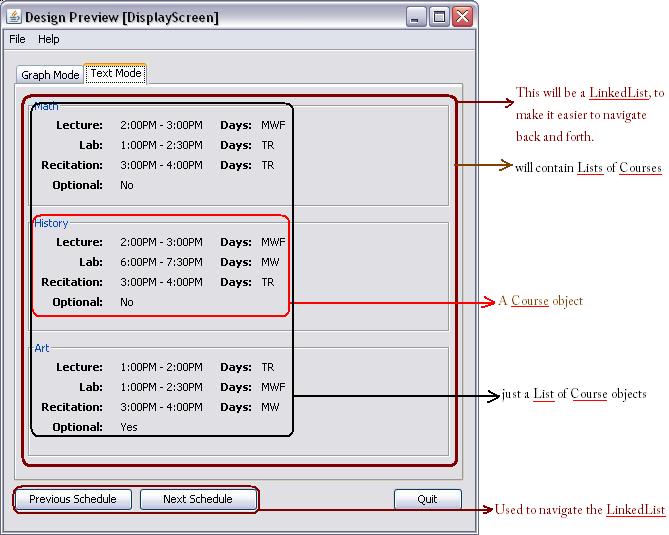 Design Preview [DisplayScreen]
File Help
Graph Mode Text Mode
Math
Lecture: 2:00PM - 3:00PM Days: MWF
Lab: 1:00PM - 2:30PM Days: TR
Recitation: 3:00PM - 4:00PM Days: TR
Optional: No
History
Lecture: 2:00PM - 3:00PM Days: MWF
Lab: 6:00PM - 7:30PM Days: MW
Recitation: 3:00PM - 4:00PM Days: TR
Optional: No
Art
Lecture: 1:00PM - 2:00PM Days: TR
Lab: 1:00PM - 2:30PM Days: MWF
Recitation: 3:00PM - 4:00PM Days: MW
Optional: Yes
Previous Schedule Next Schedule Quit
This will be a LinkedList, to
make it easier to navigate
back and forth.
will contain Lists of Courses
A Course object
just a List of Course objects
Used to navigate the LinkedList